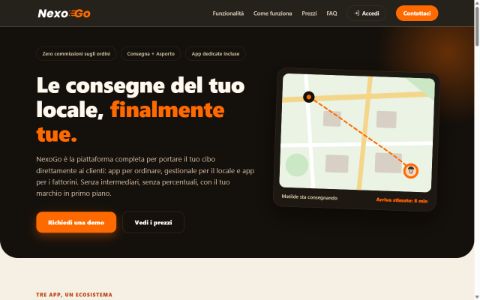 NexoGo
Funzionalità
Come funziona
Prezzi
FAQ
Accedi
Contattaci
Zero commissioni sugli ordini
Consegna + Asporto
App dedicate incluse
Le consegne del tuo
locale, finalmente
tue.
NexoGo è la piattaforma completa per portare il tuo cibo
direttamente ai clienti: app per ordinare, gestionale per il locale e app
per i fattorini. Senza intermediari, senza percentuali, con il tuo
marchio in primo piano.
Richiedi una demo
Vedi i prezzi
Matilde sta consegnando
Arrivo stimato: 8 min
TRE APP, UN ECOSISTEMA